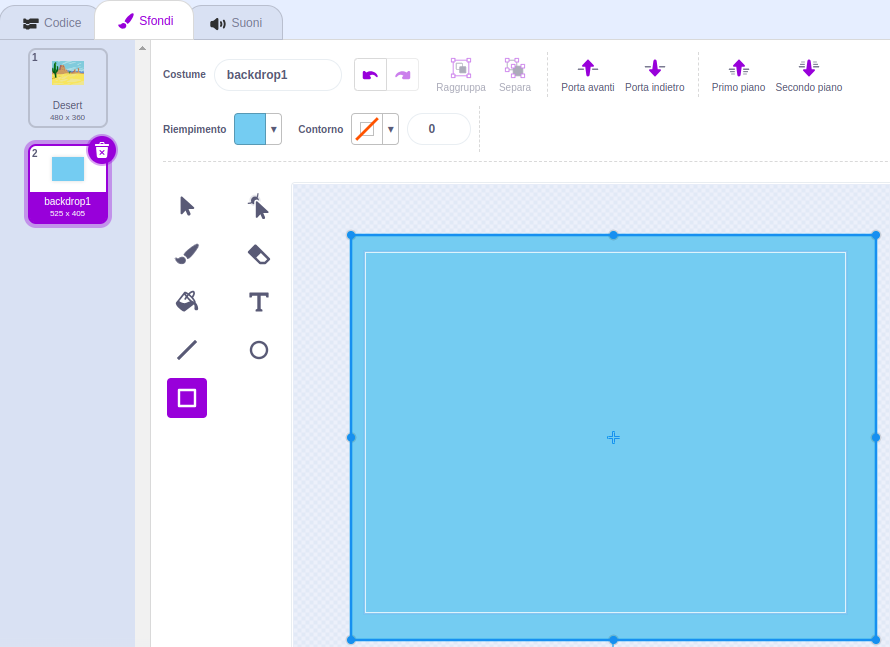 Codice
Sfondi
Suoni
1
Desert
480 x 360
2
backdrop1
525 x 405
Costume
backdrop1
Raggruppa
Separa
Porta avanti
Porta indietro
Primo piano
Secondo piano
Riempimento
Contorno
0